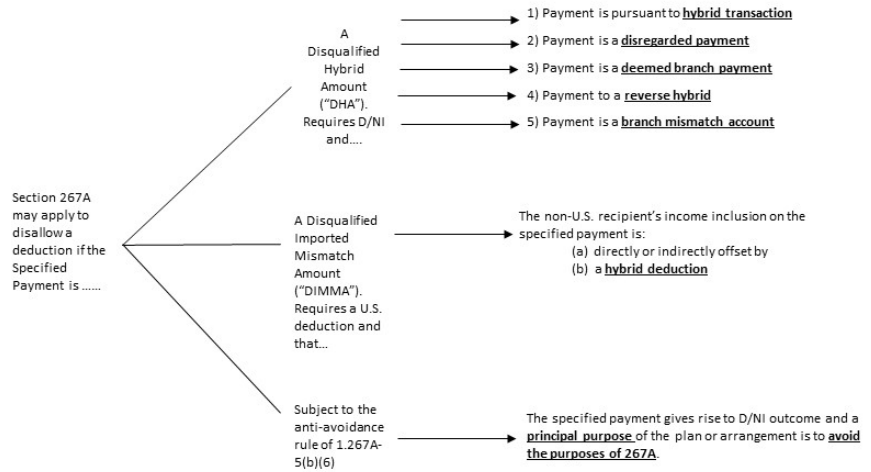 Section 267A
may apply to
disallow a
deduction if the
Specified
Payment is ......
A
Disqualified
Hybrid
Amount
("DHA").
Requires D/NI
and....
1) Payment is pursuant to hybrid transaction
2) Payment is a disregarded payment
3) Payment is a deemed branch payment
4) Payment to a reverse hybrid
5) Payment is a branch mismatch account
A Disqualified
Imported
Mismatch
Amount
("DIMMA").
Requires a U.S.
deduction and
that...
The non-U.S. recipient's income inclusion on the
specified payment is:
(a) directly or indirectly offset by
(b) a hybrid deduction
Subject to the
anti-avoidance
rule of 1.267A-
5(b)(6)
The specified payment gives rise to D/NI outcome and a
principal purpose of the plan or arrangement is to avoid
the purposes of 267A.